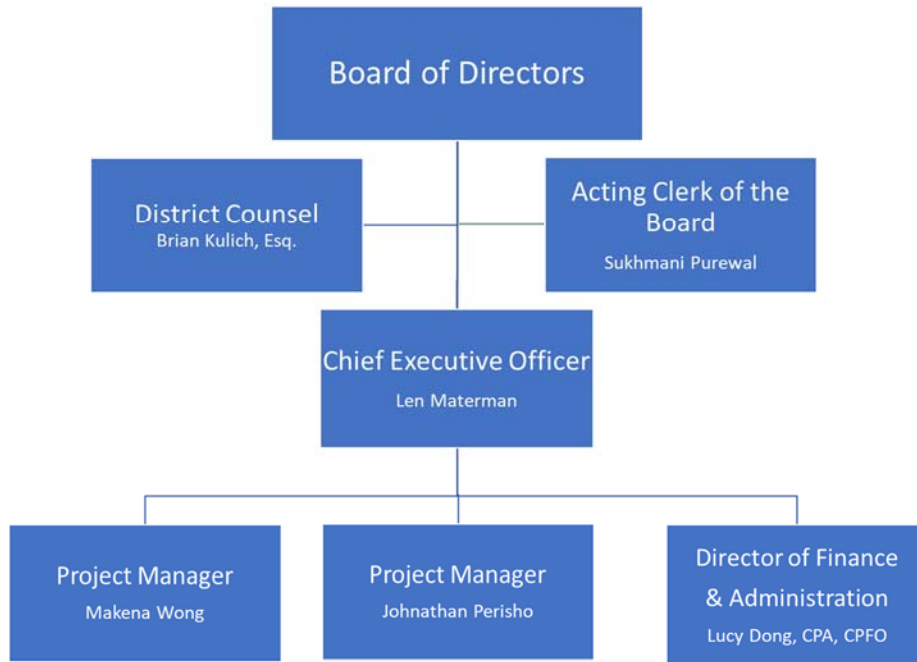 Board of Directors
District Counsel
Brian Kulich, Esq.
Acting Clerk of the
Board
Sukhmani Purewal
Chief Executive Officer
Len Materman
Project Manager
Makena Wong
Project Manager
Johnathan Perisho
Director of Finance
& Administration
Lucy Dong, CPA, CPFO